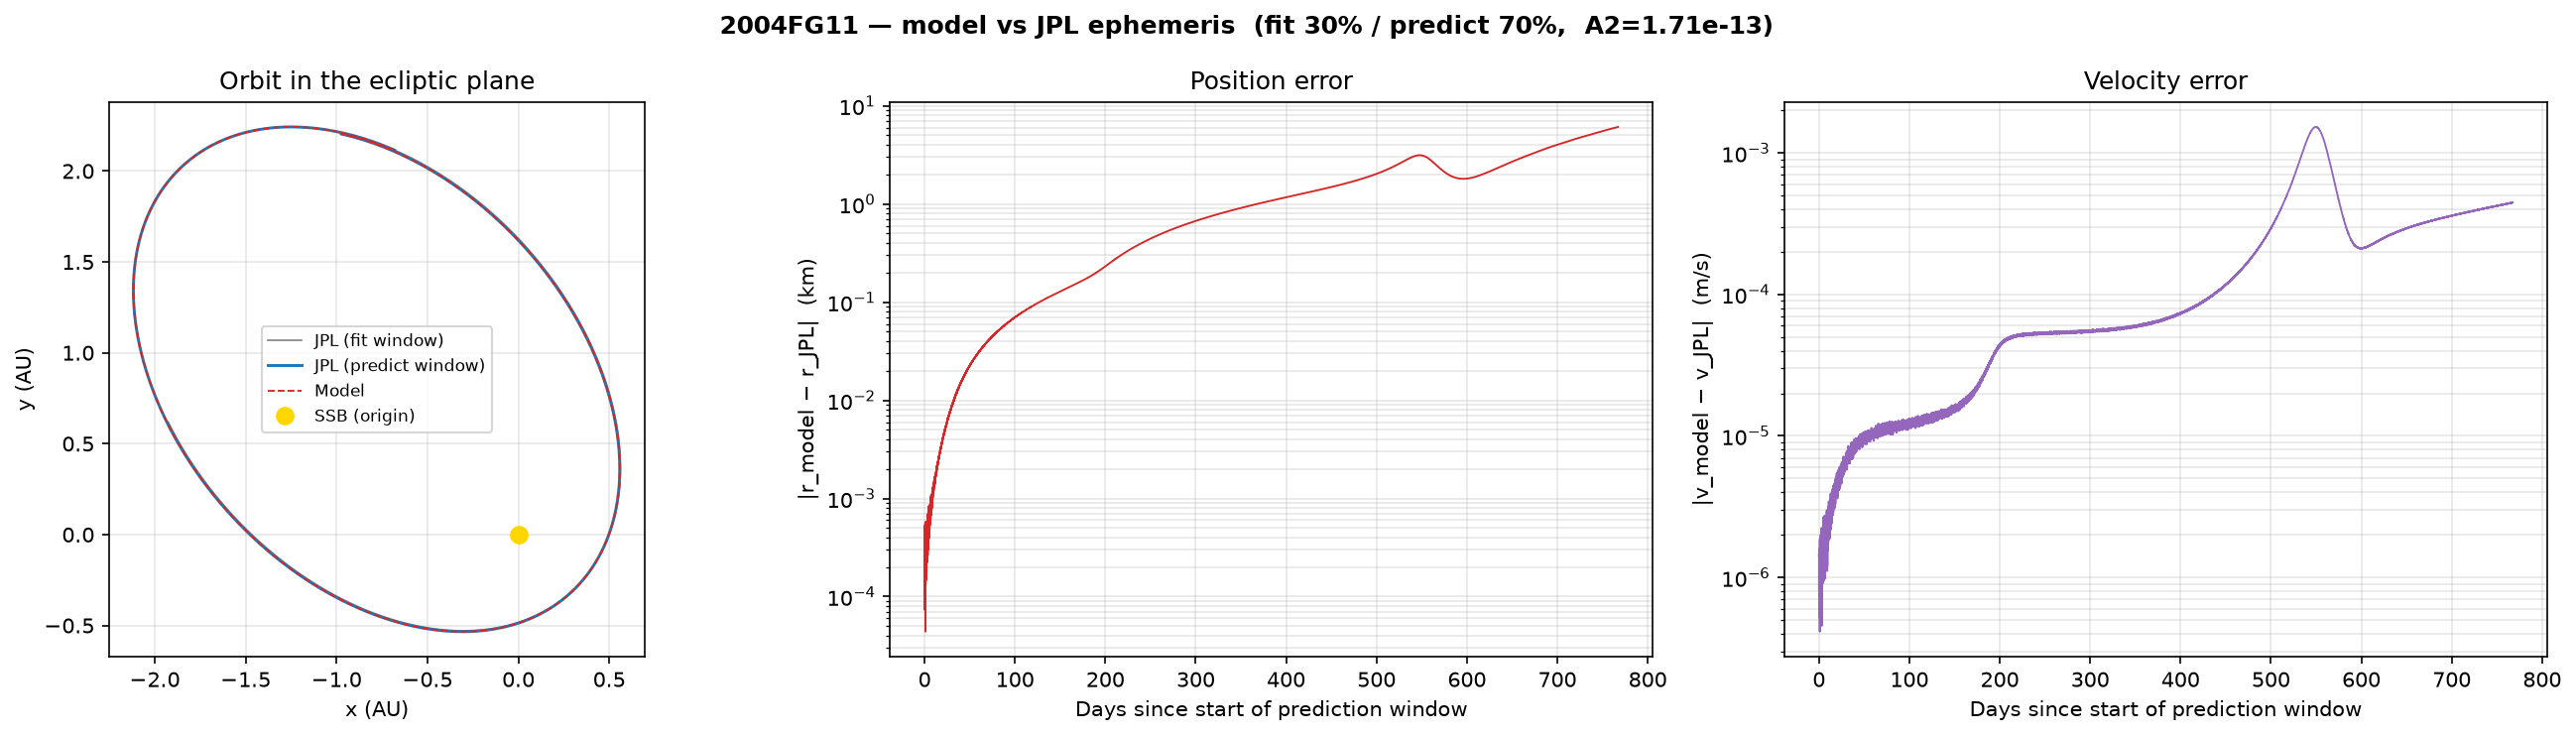 2004FG11 — model vs JPL ephemeris  (fit 30% / predict 70%,  A2=1.71e-13)
Orbit in the ecliptic plane
y (AU)
2.0
1.5
1.0
0.5
0.0
−0.5
JPL (fit window)
JPL (predict window)
Model
SSB (origin)
−2.0 −1.5 −1.0 −0.5 0.0 0.5
x (AU)
Position error
|r_model − r_JPL|  (km)
10¹
10⁰
10⁻¹
10⁻²
10⁻³
10⁻⁴
0 100 200 300 400 500 600 700 800
Days since start of prediction window
Velocity error
|v_model − v_JPL|  (m/s)
10⁻³
10⁻⁴
10⁻⁵
10⁻⁶
0 100 200 300 400 500 600 700 800
Days since start of prediction window